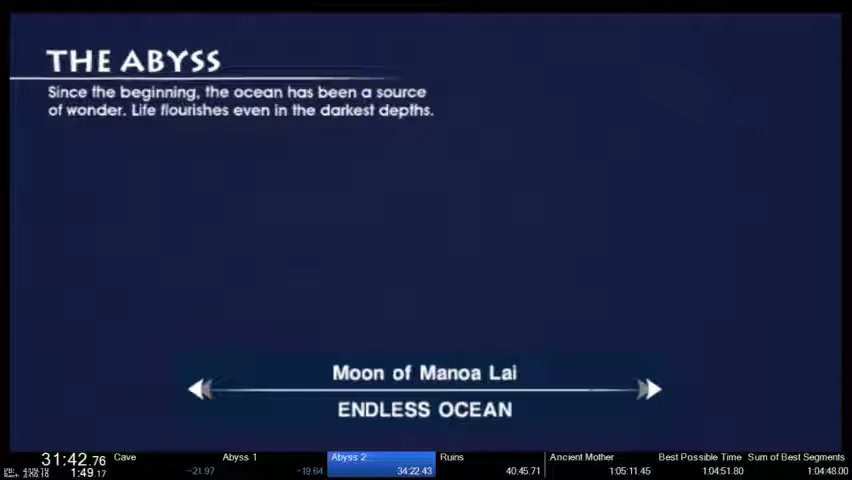 THE ABYSS
Since the beginning, the ocean has been a source
of wonder. Life flourishes even in the darkest depths.
Moon of Manoa Lai
ENDLESS OCEAN
31:42.76
1:49.17
Cave
-21.97
Abyss 1
-19.64
Abyss 2
34:22.43
Ruins
40:45.71
Ancient Mother
1:05:11.45
Best Possible Time
1:04:51.80
Sum of Best Segments
1:04:48.00